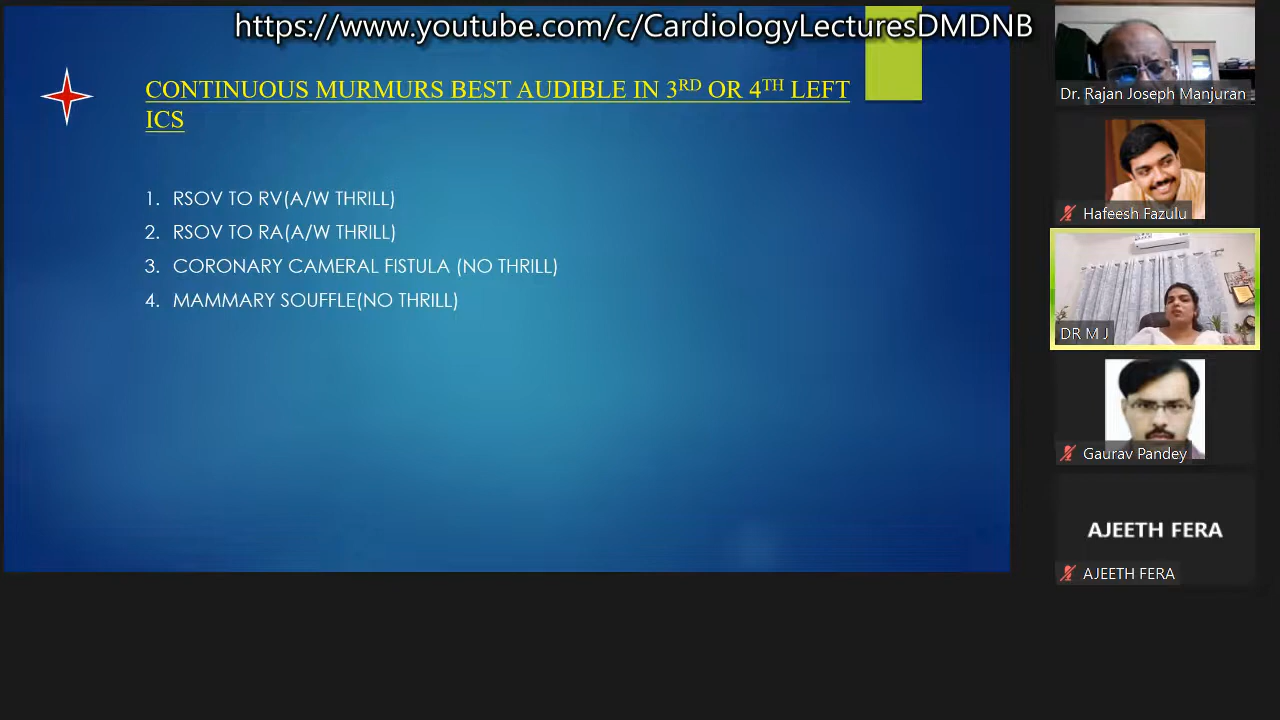 https://www.youtube.com/c/CardiologyLecturesDMDNB
CONTINUOUS MURMURS BEST AUDIBLE IN 3RD OR 4TH LEFT
ICS
1. RSOV TO RV(A/W THRILL)
2. RSOV TO RA(A/W THRILL)
3. CORONARY CAMERAL FISTULA (NO THRILL)
4. MAMMARY SOUFFLE(NO THRILL)
Dr. Rajan Joseph Manjuran
Hafeesh Fazulu
DR M J
Gaurav Pandey
AJEETH FERA
AJEETH FERA